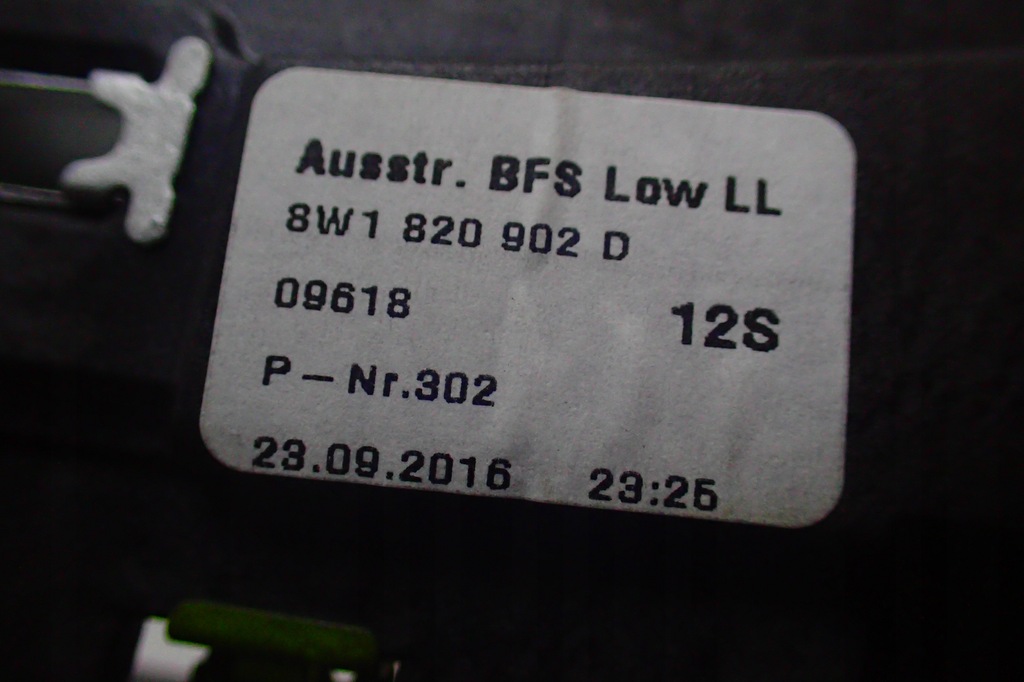 Ausstr. BFS Low LL
8W1 820 902 D
09618 12S
P-Nr.302
23.09.2016 23:25